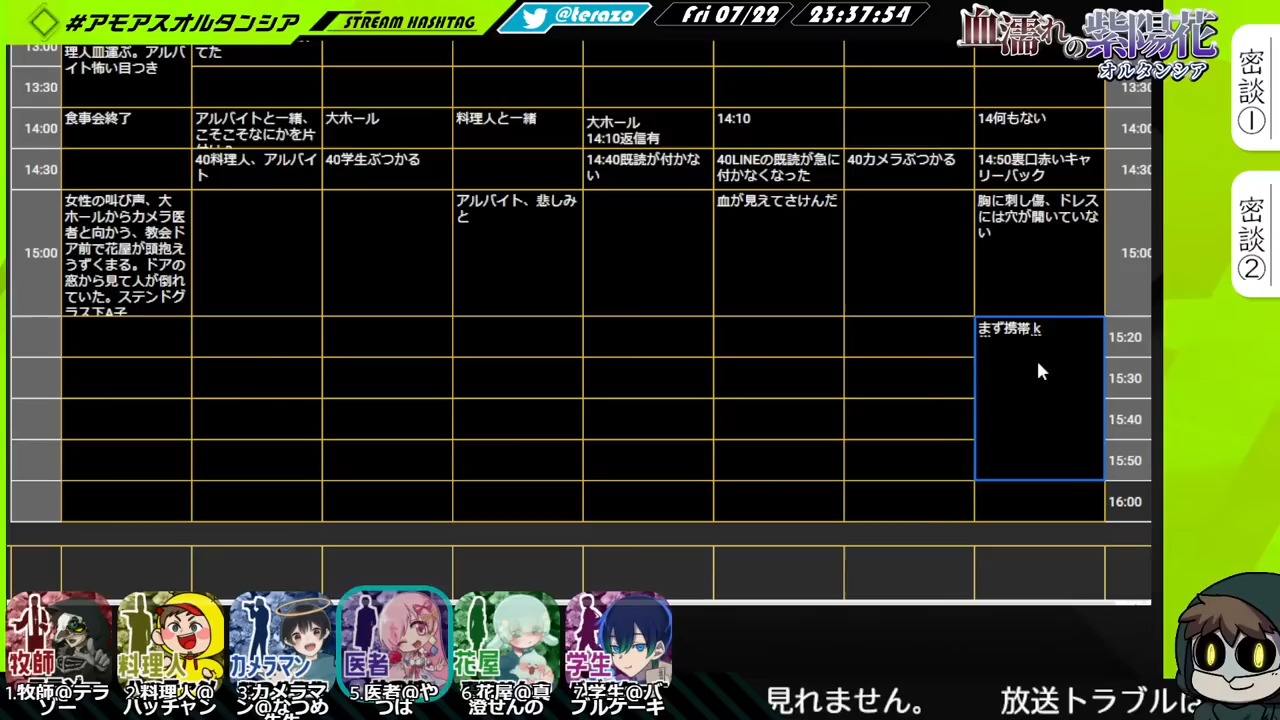 #アモアスオルタンシア
STREAM HASHTAG
@terazo
Fri 07/22
23:37:54
血濡れの紫陽花
オルタンシア
密談①
密談②
13:00
理人血運ぶ。アルバ
イト怖い目つき
てた
13:30
13:30
14:00
食事会終了
アルバイトと一緒、
こそこそなにかを片
大ホール
料理人と一緒
大ホール
14:10返信有
14:10
14何もない
14:00
14:30
40料理人、アルバイ
ト
40学生ぶつかる
14:40既読が付かな
い
40LINEの既読が急に
付かなくなった
40カメラぶつかる
14:50裏口赤いキャ
リーバック
14:30
15:00
女性の叫び声、大
ホールからカメラ医
者と向かう、教会ド
ア前で花屋が頭抱え
うずくまる。ドアの
窓から見て人が倒れ
ていた。ステンドグ
ラス下A子
アルバイト、悲しみ
と
血が見えてさけんだ
胸に刺し傷、ドレス
には穴が開いていな
い
15:00
まず携帯k
15:20
15:30
15:40
15:50
16:00
牧師
料理人
カメラマン
医者
花屋
学生
1.牧師@テラ
ゾー
2.料理人@
ハッチャン
3.カメラマ
ン@なつめ
先生
5.医者@や
つは
6.花屋@真
澄せんの
7.学生@バ
ブルケーキ
見れません。
放送トラブルは